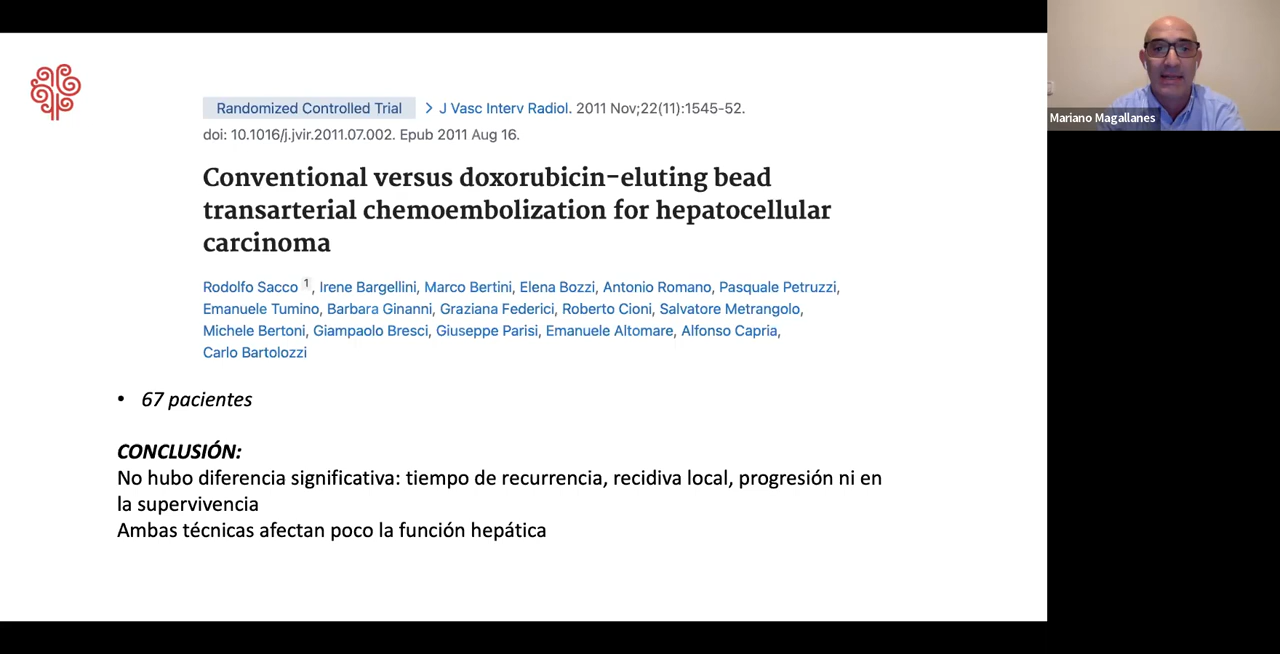 Randomized Controlled Trial > J Vasc Interv Radiol. 2011 Nov;22(11):1545-52.
doi: 10.1016/j.jvir.2011.07.002. Epub 2011 Aug 16.
Conventional versus doxorubicin-eluting bead
transarterial chemoembolization for hepatocellular
carcinoma
Rodolfo Sacco 1, Irene Bargellini, Marco Bertini, Elena Bozzi, Antonio Romano, Pasquale Petruzzi,
Emanuele Tumino, Barbara Ginanni, Graziana Federici, Roberto Cioni, Salvatore Metrangolo,
Michele Bertoni, Giampaolo Bresci, Giuseppe Parisi, Emanuele Altomare, Alfonso Capria,
Carlo Bartolozzi
• 67 pacientes
CONCLUSIÓN:
No hubo diferencia significativa: tiempo de recurrencia, recidiva local, progresión ni en
la supervivencia
Ambas técnicas afectan poco la función hepática
Mariano Magallanes